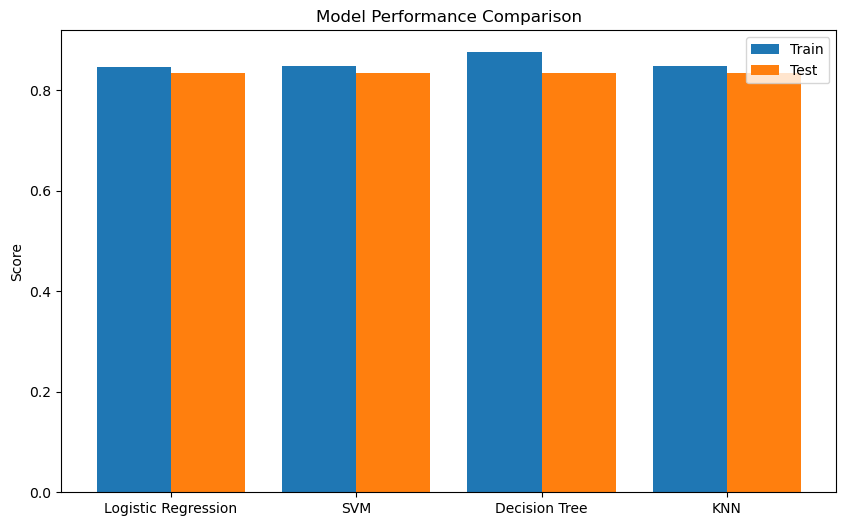 Model Performance Comparison
Train
Test
Score
0.8
0.6
0.4
0.2
0.0
Logistic Regression
SVM
Decision Tree
KNN